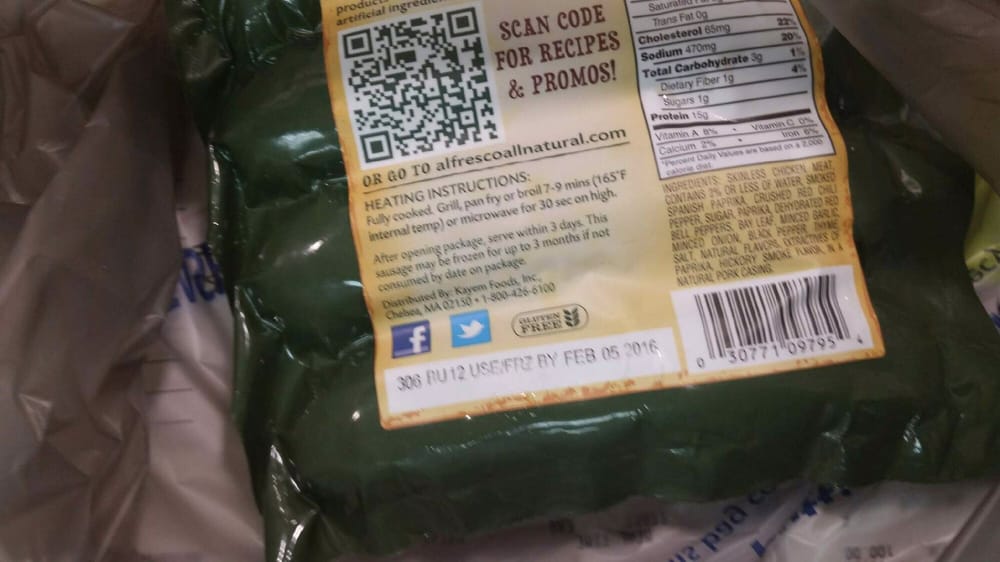 products
artificial ingredie
SCAN CODE
FOR RECIPES
& PROMOS!
OR GO TO alfrescoallnatural.com
HEATING INSTRUCTIONS:
Fully cooked. Grill, pan fry or broil 7-9 mins (165°F
internal temp) or microwave for 30 sec on high.
After opening package, serve within 3 days. This
sausage may be frozen for up to 3 months if not
consumed by date on package.
Distributed By: Kayem Foods, Inc.,
Chelsea, MA 02150 • 1-800-426-6100
f
GLUTEN
FREE
306 RU12 USE/FRZ BY FEB 05 2016
Saturated
Trans Fat 0g
Cholesterol 65mg 22%
Sodium 470mg 20%
Total Carbohydrate 3g 1%
Dietary Fiber 1g 4%
Sugars 1g
Protein 15g
Vitamin A 8% • Vitamin C 0%
Calcium 2% • Iron 6%
*Percent Daily Values are based on a 2,000
calorie diet.
INGREDIENTS: SKINLESS CHICKEN MEAT,
CONTAINS 2% OR LESS OF WATER, SMOKED
SPANISH PAPRIKA, CRUSHED RED CHILI
PEPPER, SUGAR, PAPRIKA, DEHYDRATED RED
BELL PEPPERS, BAY LEAF, MINCED GARLIC,
MINCED ONION, BLACK PEPPER, THYME,
SALT, NATURAL FLAVORS, EXTRACTIVES OF
PAPRIKA, HICKORY SMOKE FLAVOR, IN A
NATURAL PORK CASING.
0 30771 09795 4